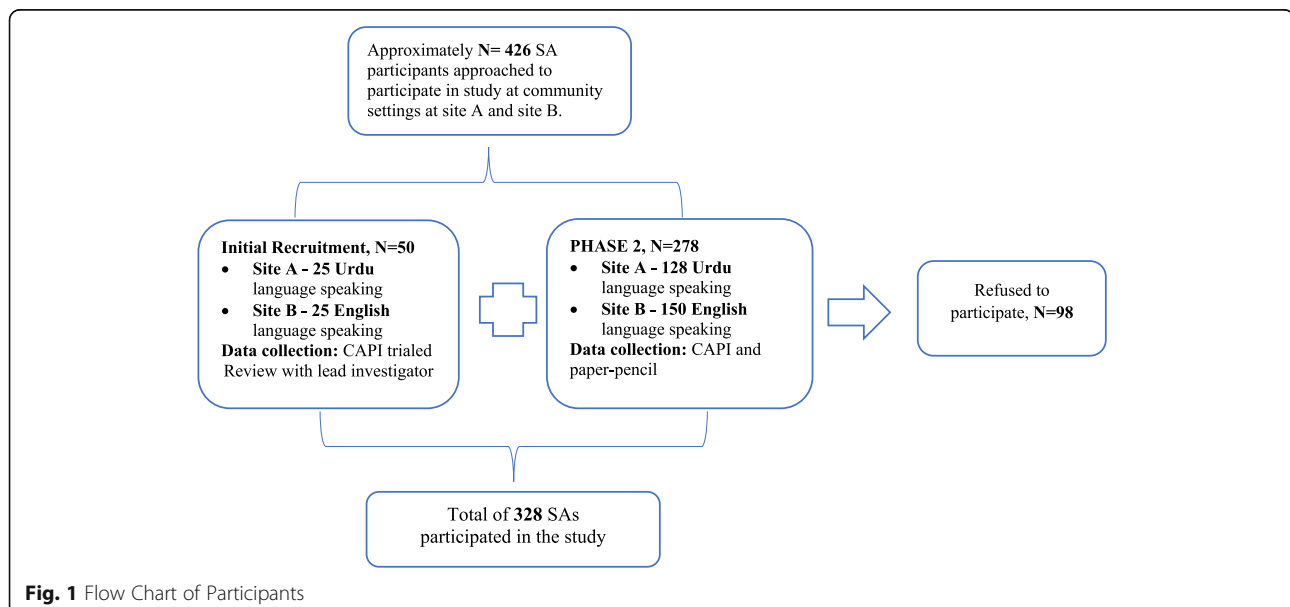 Approximately N= 426 SA
participants approached to
participate in study at community
settings at site A and site B.
Initial Recruitment, N=50
• Site A - 25 Urdu
language speaking
• Site B - 25 English
language speaking
Data collection: CAPI trialed
Review with lead investigator
PHASE 2, N=278
• Site A - 128 Urdu
language speaking
• Site B - 150 English
language speaking
Data collection: CAPI and
paper-pencil
Refused to
participate, N=98
Total of 328 SAs
participated in the study
Fig. 1 Flow Chart of Participants